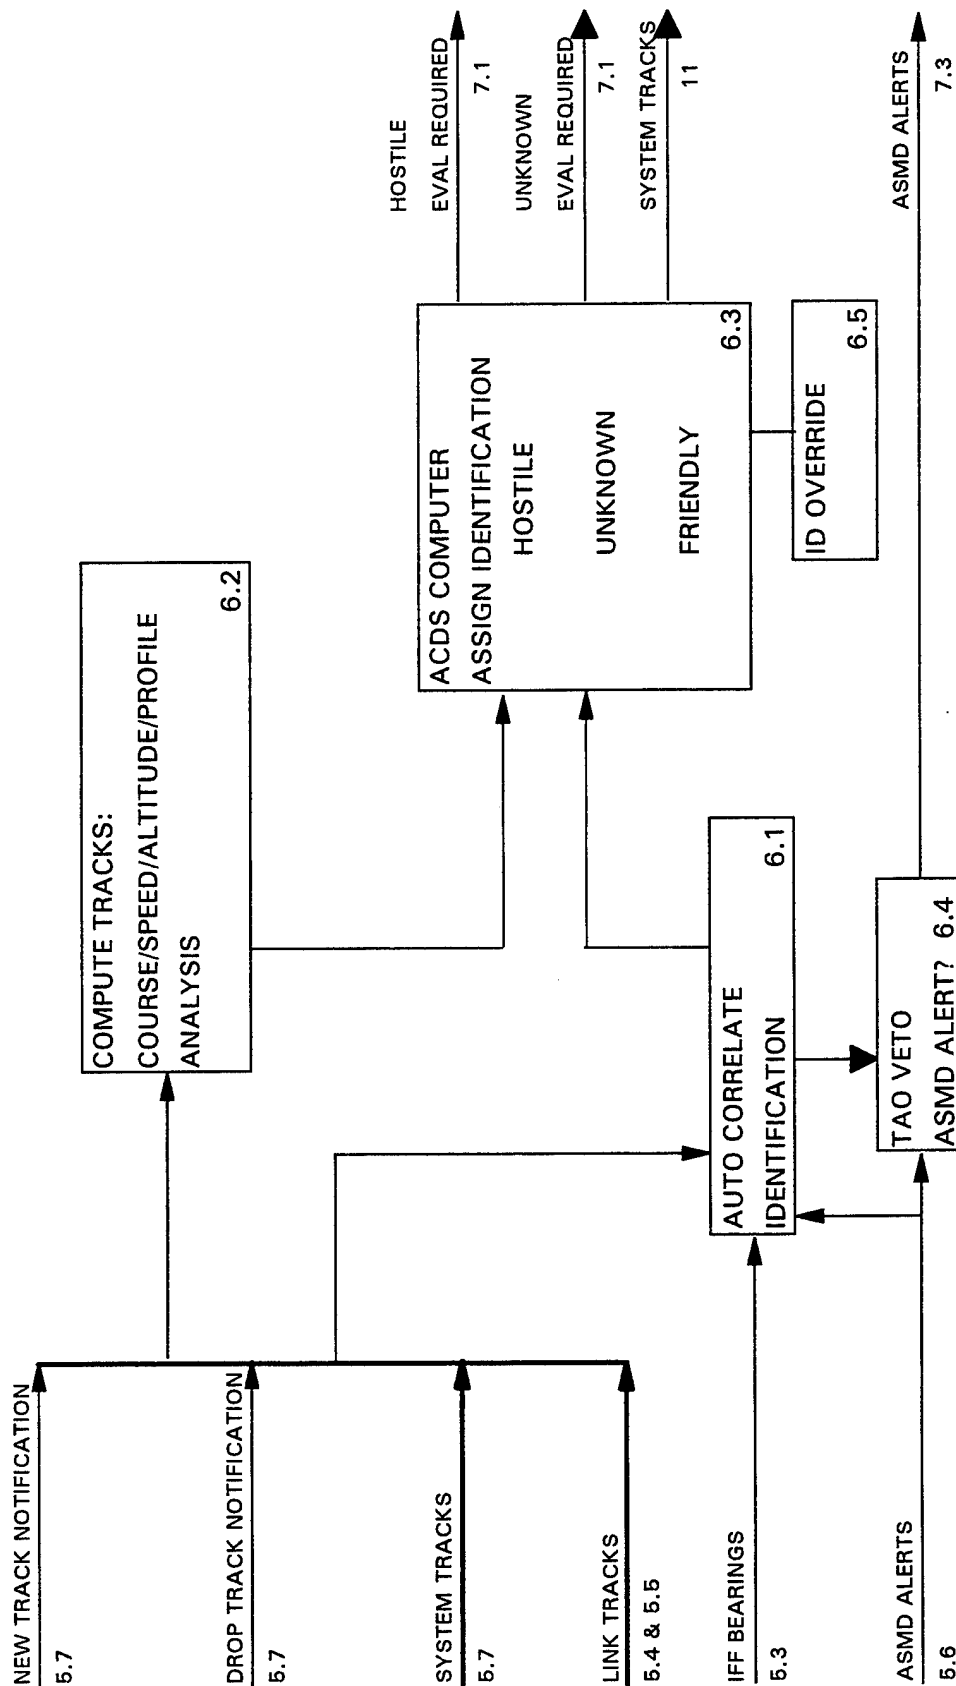 NEW TRACK NOTIFICATION
5.7
DROP TRACK NOTIFICATION
5.7
SYSTEM TRACKS
5.7
LINK TRACKS
5.4 & 5.5
IFF BEARINGS
5.3
ASMD ALERTS
5.6
COMPUTE TRACKS:
COURSE/SPEED/ALTITUDE/PROFILE
ANALYSIS
6.2
AUTO CORRELATE
IDENTIFICATION
6.1
TAO VETO
ASMD ALERT? 6.4
ACDS COMPUTER
ASSIGN IDENTIFICATION
HOSTILE
UNKNOWN
FRIENDLY
6.3
ID OVERRIDE
6.5
HOSTILE
EVAL REQUIRED
7.1
UNKNOWN
EVAL REQUIRED
7.1
SYSTEM TRACKS
11
ASMD ALERTS
7.3